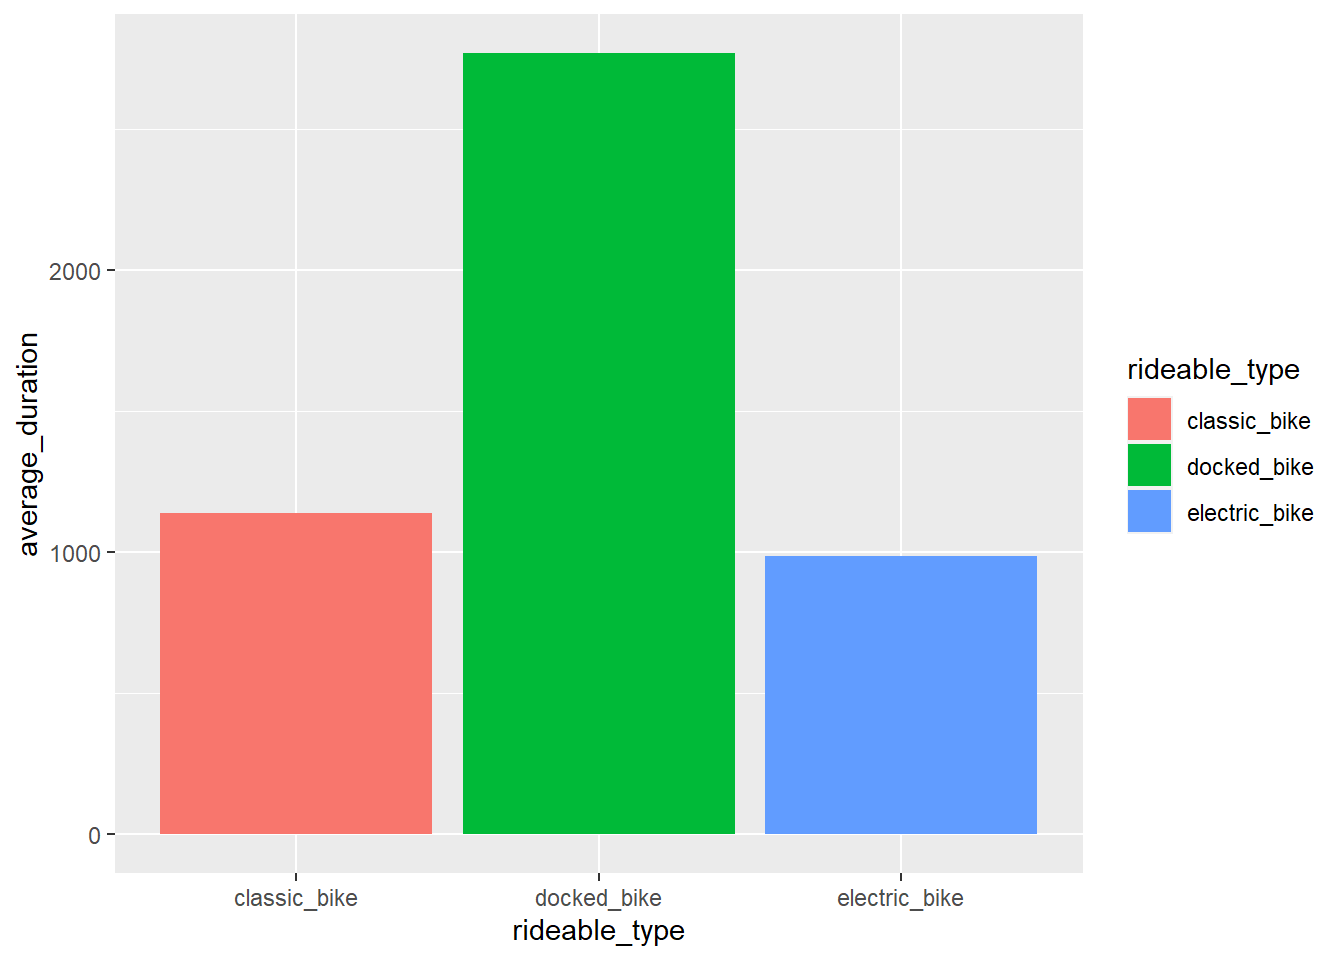 average_duration
2000
1000
0
classic_bike docked_bike electric_bike
rideable_type
rideable_type
classic_bike
docked_bike
electric_bike